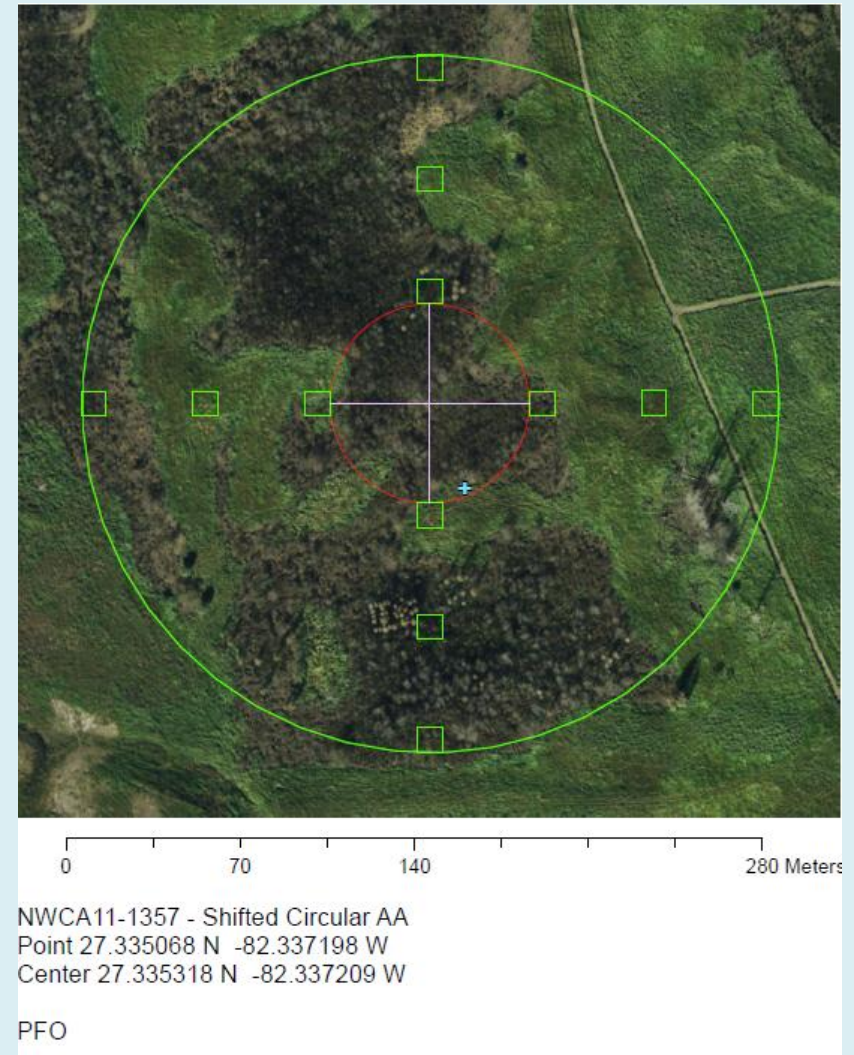 0 70 140 280 Meters
NWCA11-1357 - Shifted Circular AA
Point 27.335068 N -82.337198 W
Center 27.335318 N -82.337209 W
PFO